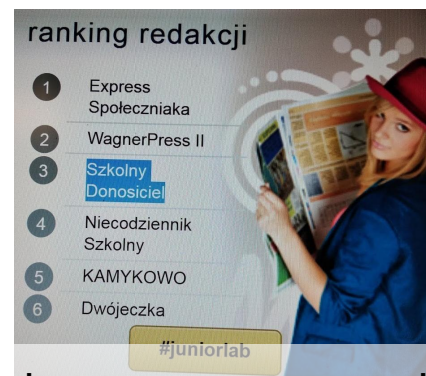 ranking redakcji
1 Express
Społeczniaka
2 WagnerPress II
3 Szkolny
Donosiciel
4 Niecodziennik
Szkolny
5 KAMYKOWO
6 Dwójeczka
#juniorlab